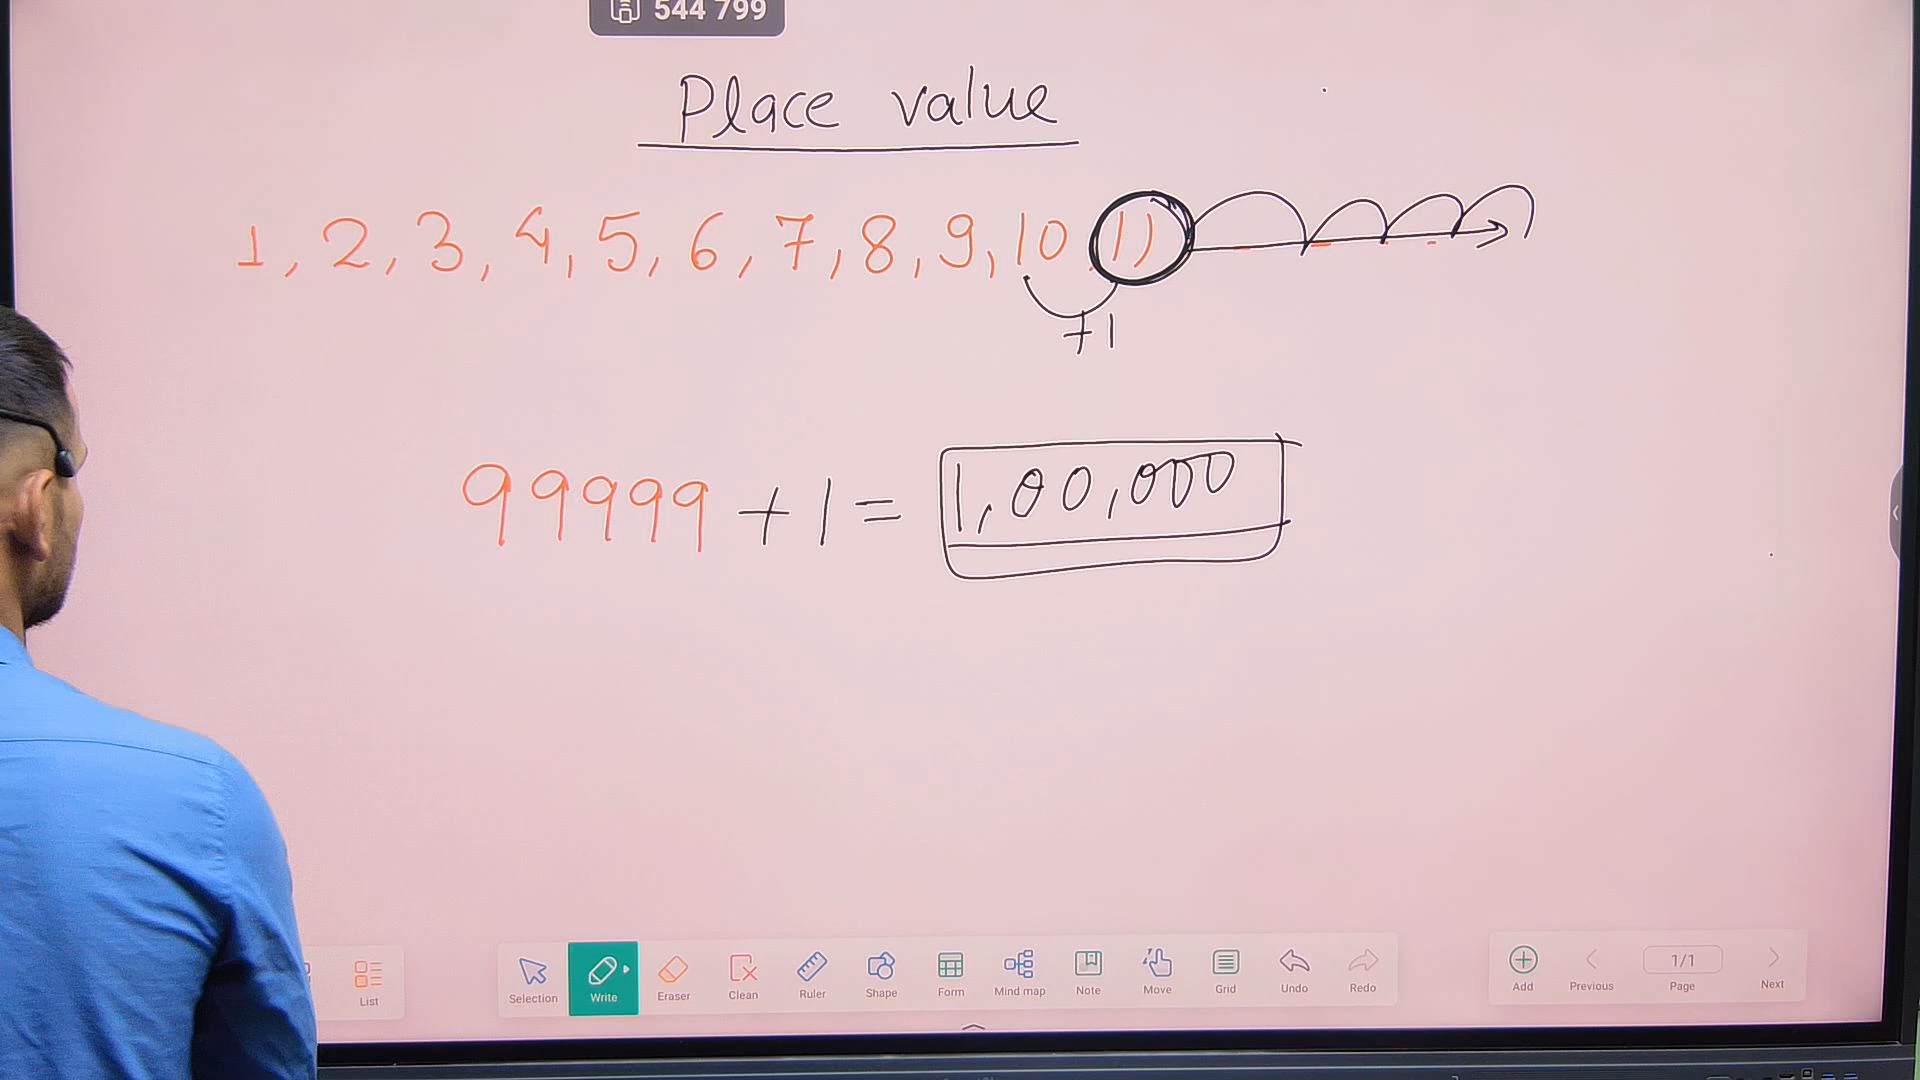 544 799
Place value
1, 2, 3, 4, 5, 6, 7, 8, 9, 10, 11
+1
99999 + 1 = 1,00,000
List
Selection Write Eraser Clean Ruler Shape Form Mind map Note Move Grid Undo Redo
Add Previous 1/1 Page Next